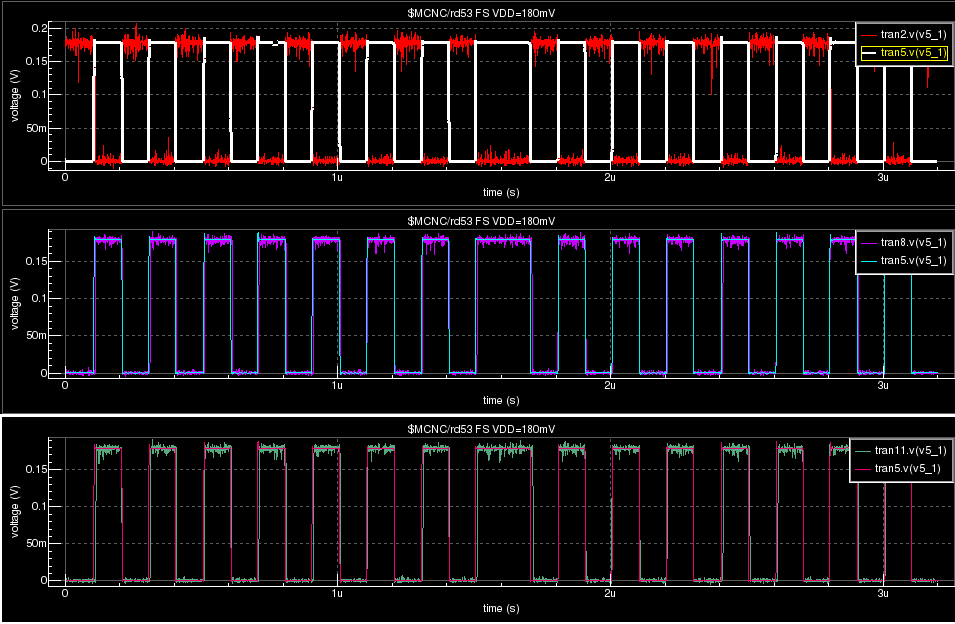 $MCNC/rd53 FS VDD=180mV
tran2.v(v5_1)
tran5.v(v5_1)
voltage (V)
0.2
0.15
0.1
50m
0
0
1u
2u
3u
time (s)
$MCNC/rd53 FS VDD=180mV
tran8.v(v5_1)
tran5.v(v5_1)
voltage (V)
0.15
0.1
50m
0
0
1u
2u
3u
time (s)
$MCNC/rd53 FS VDD=180mV
tran11.v(v5_1)
tran5.v(v5_1)
voltage (V)
0.15
0.1
50m
0
0
1u
2u
3u
time (s)